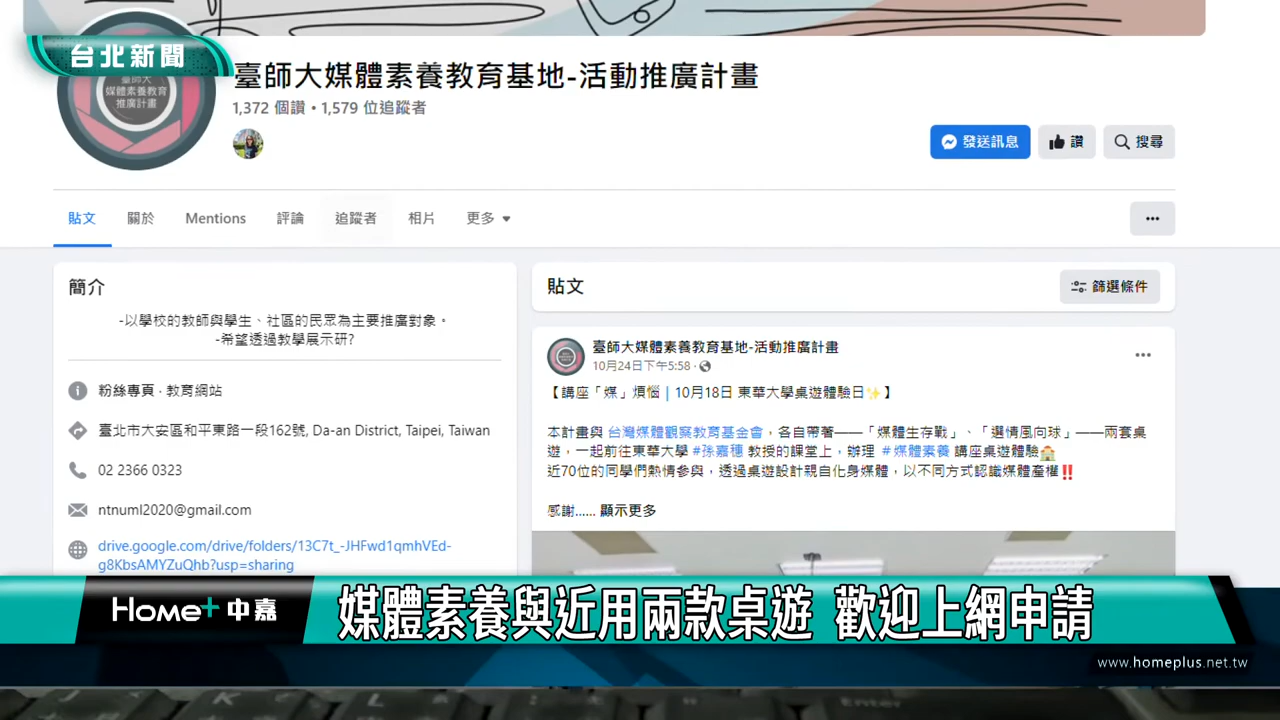 台北新聞
臺師大
媒體素養教育
推廣計畫
臺師大媒體素養教育基地-活動推廣計畫
1,372 個讚 • 1,579 位追蹤者
發送訊息
讚
搜尋
貼文
關於
Mentions
評論
追蹤者
相片
更多
簡介
-以學校的教師與學生、社區的民眾為主要推廣對象。
-希望透過教學展示研?
粉絲專頁 · 教育網站
臺北市大安區和平東路一段162號, Da-an District, Taipei, Taiwan
02 2366 0323
ntnuml2020@gmail.com
drive.google.com/drive/folders/13C7t_-JHFwd1qmhVEd-
g8KbsAMYZuQhb?usp=sharing
貼文
篩選條件
臺師大媒體素養教育基地-活動推廣計畫
10月24日下午5:58 ·
【講座「媒」煩惱｜10月18日 東華大學桌遊體驗日✨】
本計畫與 台灣媒體觀察教育基金會，各自帶著——「媒體生存戰」、「選情風向球」——兩套桌
遊，一起前往東華大學 #孫嘉穗 教授的課堂上，辦理 #媒體素養 講座桌遊體驗🏫
近70位的同學們熱情參與，透過桌遊設計親自化身媒體，以不同方式認識媒體產權‼️
感謝...... 顯示更多
Home+ 中嘉
媒體素養與近用兩款桌遊 歡迎上網申請
www.homeplus.net.tw
Enter